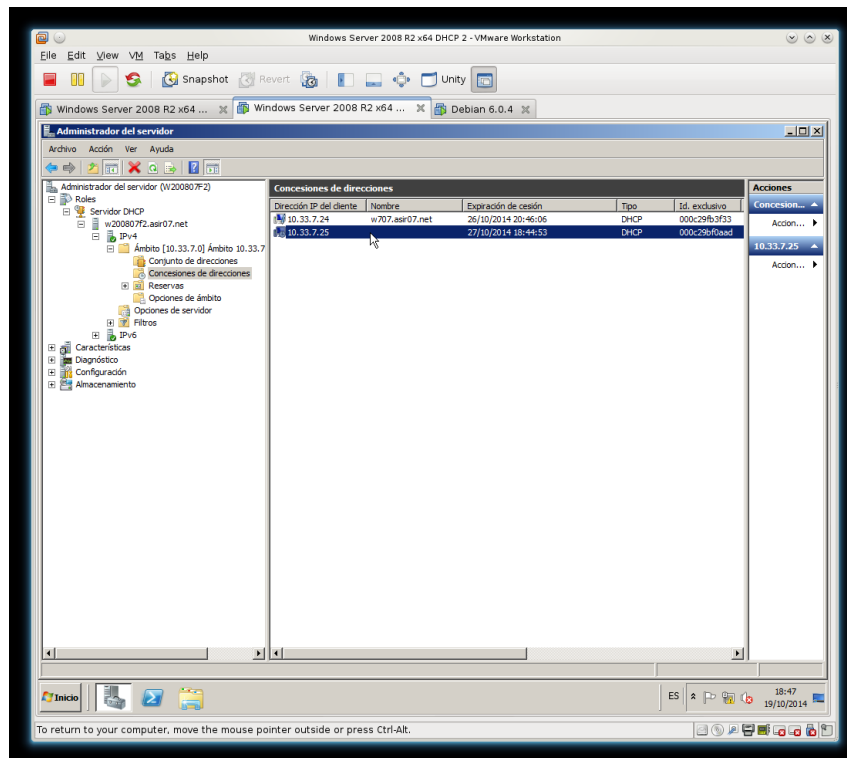 Windows Server 2008 R2 x64 DHCP 2 - VMware Workstation
File Edit View VM Tabs Help
Snapshot Revert Unity
Windows Server 2008 R2 x64 ... Windows Server 2008 R2 x64 ... Debian 6.0.4
Administrador del servidor
Archivo Acción Ver Ayuda
Administrador del servidor (W200807F2)
Roles
Servidor DHCP
w200807f2.asir07.net
IPv4
Ámbito [10.33.7.0] Ámbito 10.33.7
Conjunto de direcciones
Concesiones de direcciones
Reservas
Opciones de ámbito
Opciones de servidor
Filtros
IPv6
Características
Diagnóstico
Configuración
Almacenamiento
Concesiones de direcciones
Dirección IP del cliente Nombre Expiración de cesión Tipo Id. exclusivo
10.33.7.24 w707.asir07.net 26/10/2014 20:46:06 DHCP 000c29fb3f33
10.33.7.25 27/10/2014 18:44:53 DHCP 000c29bf0aad
Acciones
Concesion...
Accion...
10.33.7.25
Accion...
Inicio
ES
18:47
19/10/2014
To return to your computer, move the mouse pointer outside or press Ctrl-Alt.